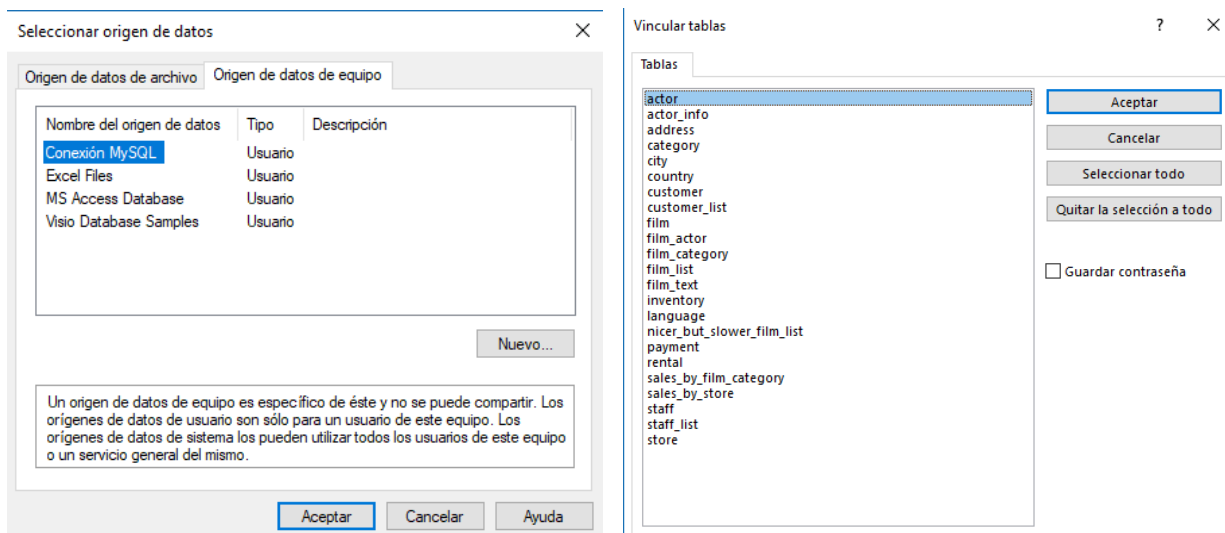 Seleccionar origen de datos
Origen de datos de archivo Origen de datos de equipo
Nombre del origen de datos Tipo Descripción
Conexión MySQL Usuario
Excel Files Usuario
MS Access Database Usuario
Visio Database Samples Usuario
Nuevo...
Un origen de datos de equipo es específico de éste y no se puede compartir. Los
orígenes de datos de usuario son sólo para un usuario de este equipo. Los
orígenes de datos de sistema los pueden utilizar todos los usuarios de este equipo
o un servicio general del mismo.
Aceptar Cancelar Ayuda
Vincular tablas ?
Tablas
actor
actor_info
address
category
city
country
customer
customer_list
film
film_actor
film_category
film_list
film_text
inventory
language
nicer_but_slower_film_list
payment
rental
sales_by_film_category
sales_by_store
staff
staff_list
store
Aceptar
Cancelar
Seleccionar todo
Quitar la selección a todo
Guardar contraseña